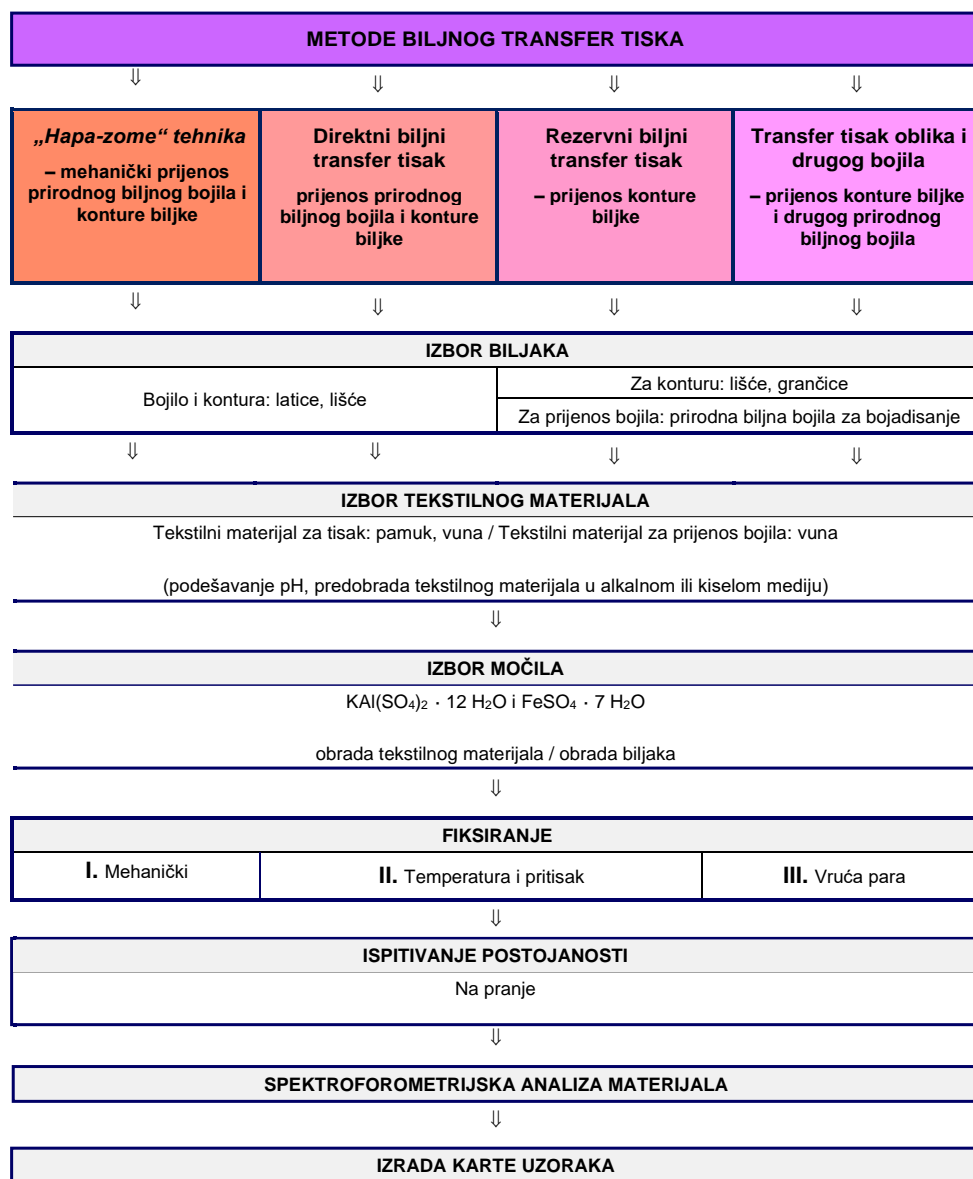 METODE BILJNOG TRANSFER TISKA
⇓ ⇓ ⇓ ⇓
„Hapa-zome“ tehnika
– mehanički prijenos
prirodnog biljnog bojila i
konture biljke
Direktni biljni
transfer tisak
prijenos prirodnog
biljnog bojila i konture
biljke
Rezervni biljni
transfer tisak
– prijenos konture
biljke
Transfer tisak oblika i
drugog bojila
– prijenos konture biljke
i drugog prirodnog
biljnog bojila
⇓ ⇓ ⇓ ⇓
IZBOR BILJAKA
Bojilo i kontura: latice, lišće
Za konturu: lišće, grančice
Za prijenos bojila: prirodna biljna bojila za bojadisanje
⇓ ⇓ ⇓ ⇓
IZBOR TEKSTILNOG MATERIJALA
Tekstilni materijal za tisak: pamuk, vuna / Tekstilni materijal za prijenos bojila: vuna
(podešavanje pH, predobrada tekstilnog materijala u alkalnom ili kiselom mediju)
⇓
IZBOR MOČILA
KAl(SO₄)₂ · 12 H₂O i FeSO₄ · 7 H₂O
obrada tekstilnog materijala / obrada biljaka
⇓
FIKSIRANJE
I. Mehanički
II. Temperatura i pritisak
III. Vruća para
⇓
ISPITIVANJE POSTOJANOSTI
Na pranje
⇓
SPEKTROFOROMETRIJSKA ANALIZA MATERIJALA
⇓
IZRADA KARTE UZORAKA